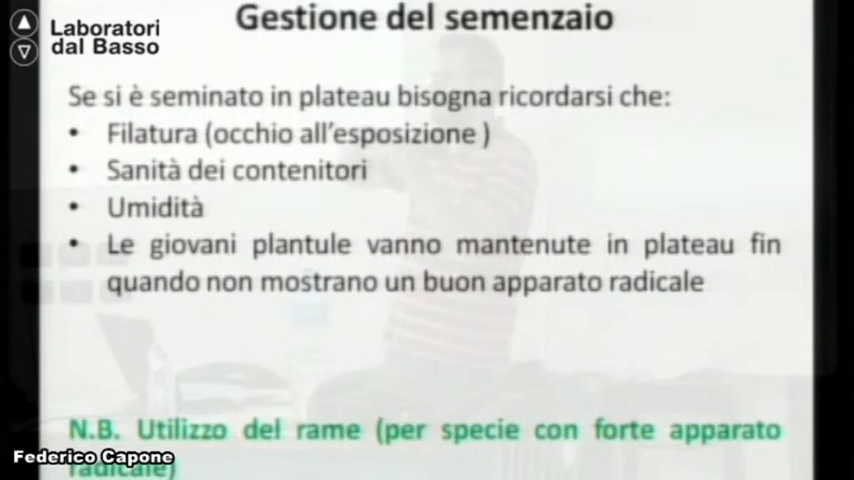 Gestione del semenzaio
Laboratori
dal Basso
Se si è seminato in plateau bisogna ricordarsi che:
• Filatura (occhio all'esposizione )
• Sanità dei contenitori
• Umidità
• Le giovani plantule vanno mantenute in plateau fin
quando non mostrano un buon apparato radicale
N.B. Utilizzo del rame (per specie con forte apparato
radicale)
Federico Capone